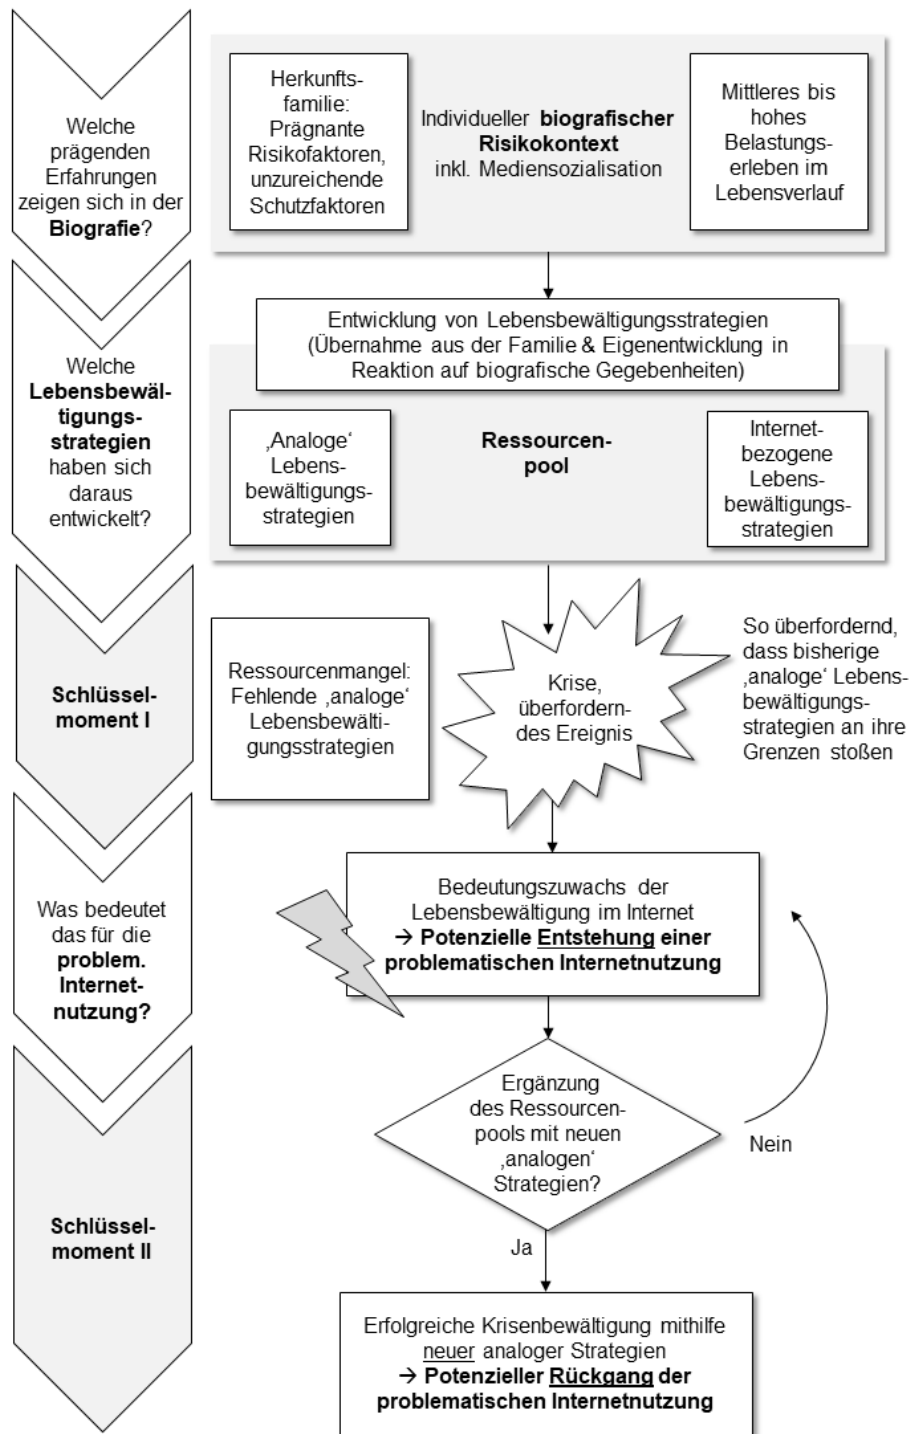 Welche
prägenden
Erfahrungen
zeigen sich in der
Biografie?
Herkunfts-
familie:
Prägnante
Risikofaktoren,
unzureichende
Schutzfaktoren
Individueller biografischer
Risikokontext
inkl. Mediensozialisation
Mittleres bis
hohes
Belastungs-
erleben im
Lebensverlauf
Welche
Lebensbewäl-
tigungs-
strategien
haben sich
daraus
entwickelt?
Entwicklung von Lebensbewältigungsstrategien
(Übernahme aus der Familie & Eigenentwicklung in
Reaktion auf biografische Gegebenheiten)
‚Analoge‘
Lebens-
bewältigungs-
strategien
Ressourcen-
pool
Internet-
bezogene
Lebens-
bewältigungs-
strategien
Schlüssel-
moment I
Ressourcenmangel:
Fehlende ‚analoge‘
Lebensbewälti-
gungsstrategien
Krise,
überfordern-
des Ereignis
So überfordernd,
dass bisherige
‚analoge‘ Lebens-
bewältigungs-
strategien an ihre
Grenzen stoßen
Was bedeutet
das für die
problem.
Internet-
nutzung?
Bedeutungszuwachs der
Lebensbewältigung im Internet
→ Potenzielle Entstehung einer
problematischen Internetnutzung
Schlüssel-
moment II
Ergänzung
des Ressourcen-
pools mit neuen
‚analogen‘
Strategien?
Nein
Ja
Erfolgreiche Krisenbewältigung mithilfe
neuer analoger Strategien
→ Potenzieller Rückgang der
problematischen Internetnutzung